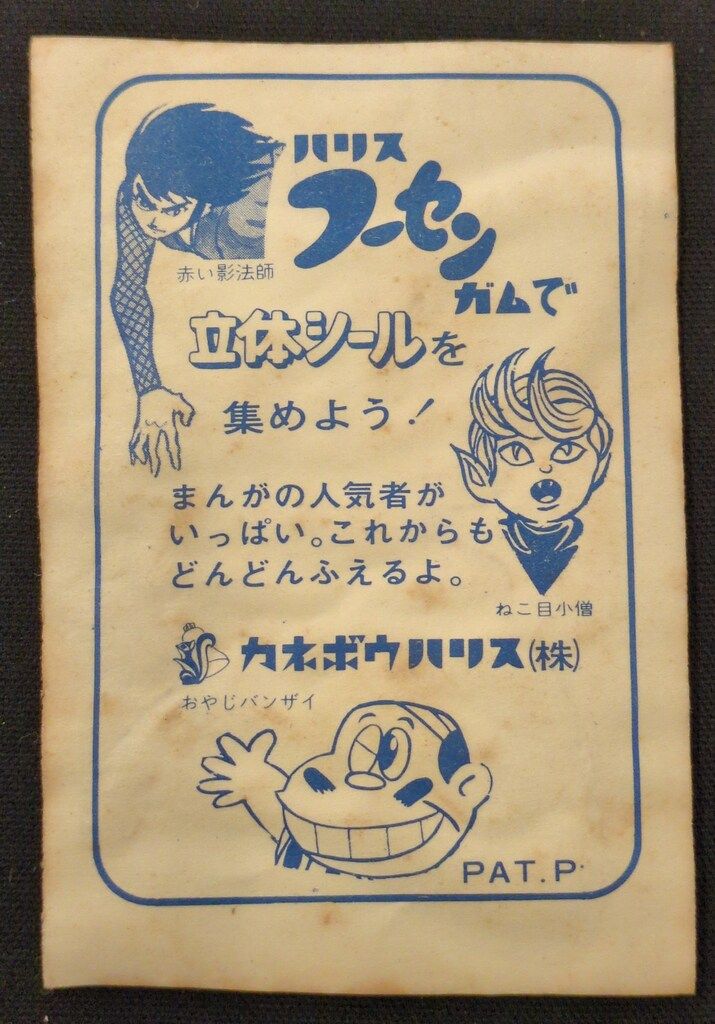 ハリス
フーセン
ガムで
赤い影法師
立体シールを
集めよう!
まんがの人気者が
いっぱい。これからも
どんどんふえるよ。
ねこ目小僧
カネボウハリス(株)
おやじバンザイ
PAT.P.